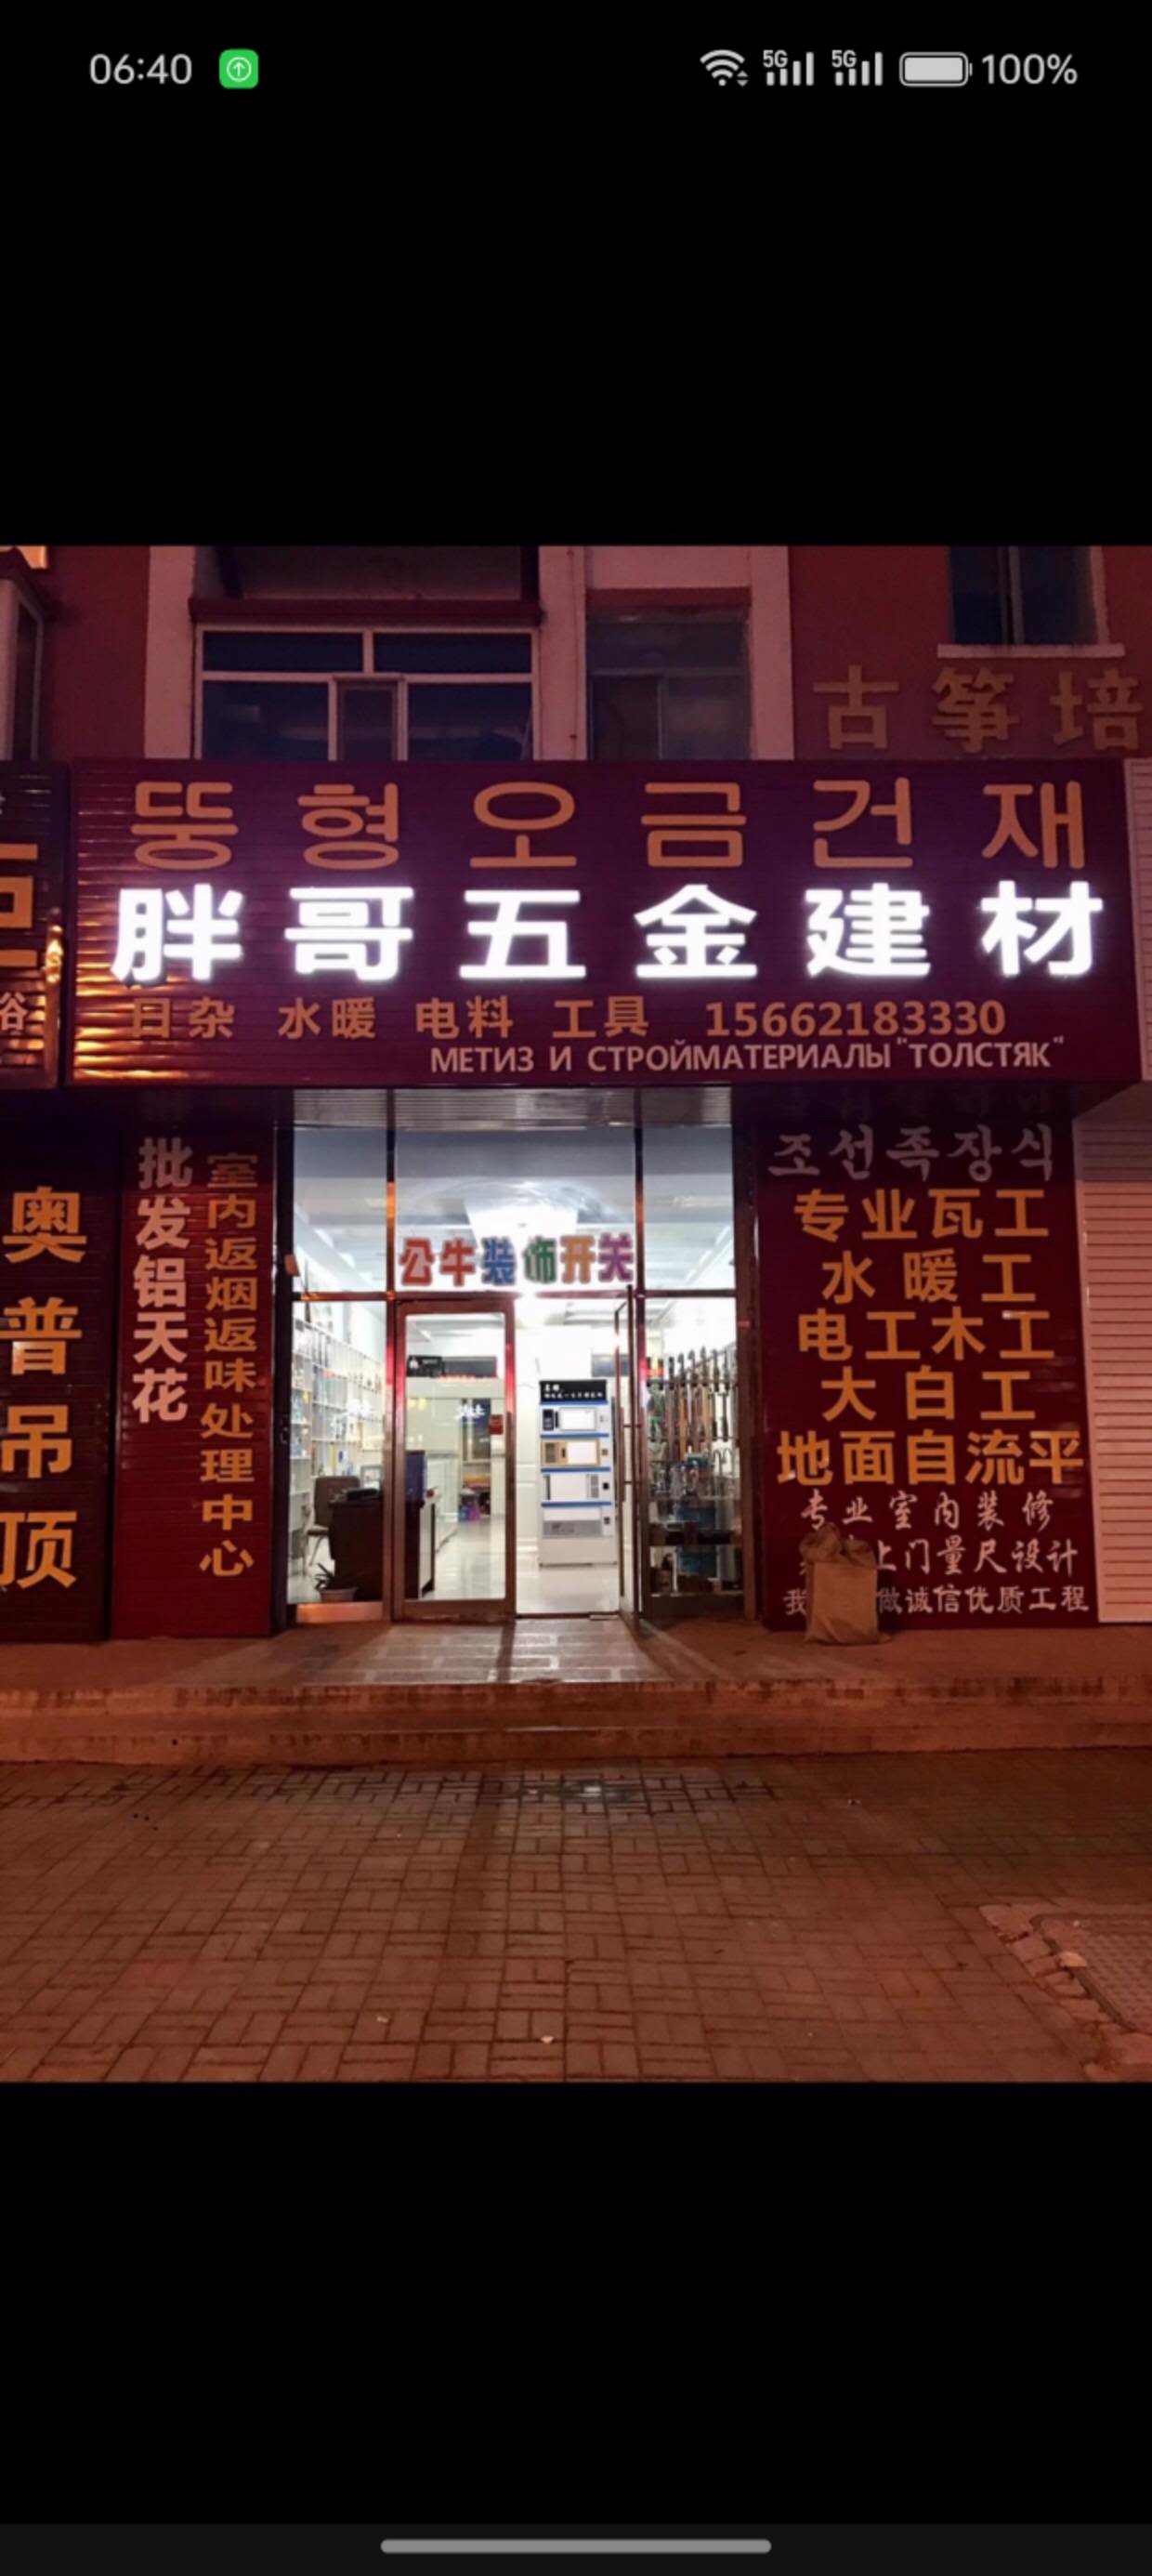 06:40
5G 5G 100%
古筝培
뚱형오금건재
胖哥五金建材
日杂 水暖 电料 工具 15662183330
МЕТИЗ И СТРОЙМАТЕРИАЛЫ "ТОЛСТЯК"
奥普吊顶
批发铝天花
室内返烟返味处理中心
公牛装饰开关
조선족장식
专业瓦工
水暖工
电工木工
大白工
地面自流平
专业室内装修
上门量尺设计
我 做诚信优质工程